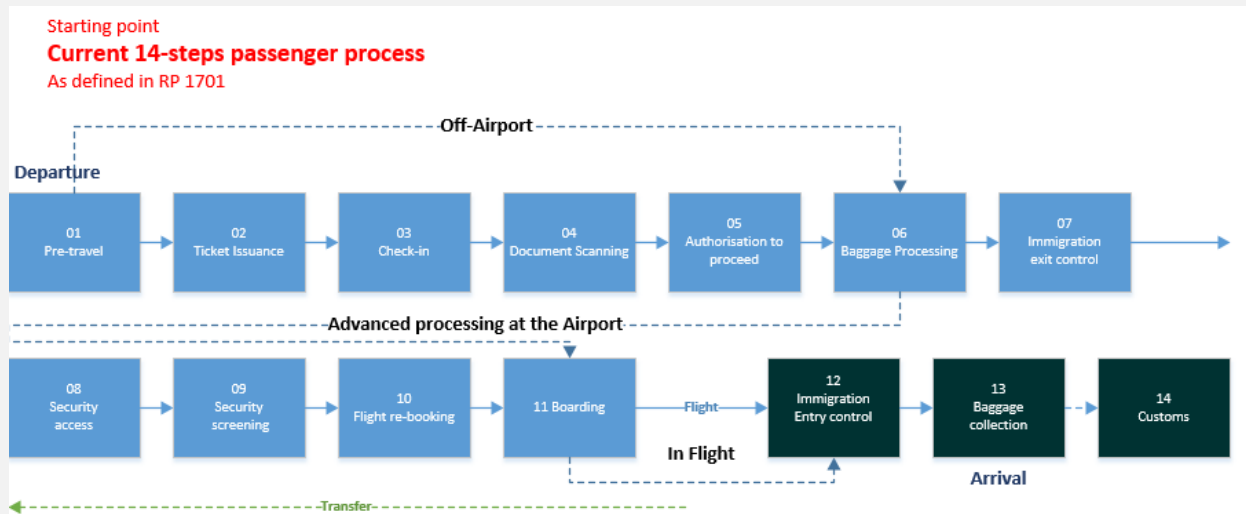 Starting point
Current 14-steps passenger process
As defined in RP 1701
Off-Airport
Departure
01
Pre-travel
02
Ticket Issuance
03
Check-in
04
Document Scanning
05
Authorisation to
proceed
06
Baggage Processing
07
Immigration
exit control
Advanced processing at the Airport
08
Security
access
09
Security
screening
10
Flight re-booking
11 Boarding
Flight
12
Immigration
Entry control
13
Baggage
collection
14
Customs
In Flight
Arrival
Transfer